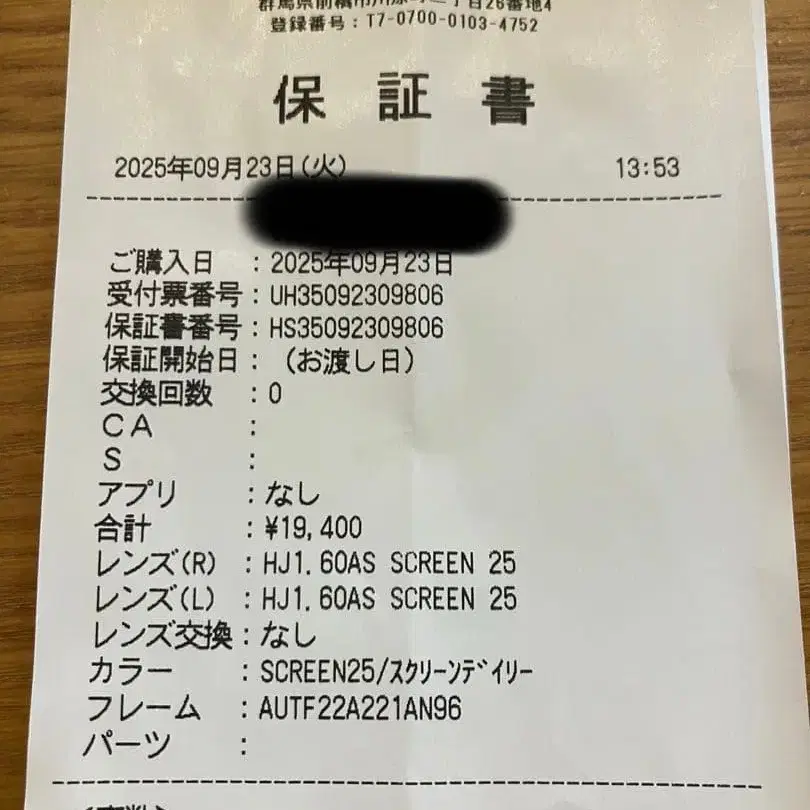 登録番号:T7-0700-0103-4752
保証書
2025年09月23日(火) 13:53
ご購入日 :2025年09月23日
受付票番号:UH35092309806
保証書番号:HS35092309806
保証開始日:(お渡し日)
交換回数 :0
CA :
S :
アプリ :なし
合計 :¥19,400
レンズ(R) :HJ1.60AS SCREEN 25
レンズ(L) :HJ1.60AS SCREEN 25
レンズ交換:なし
カラー :SCREEN25/スクリーンデイリー
フレーム :AUTF22A221AN96
パーツ :